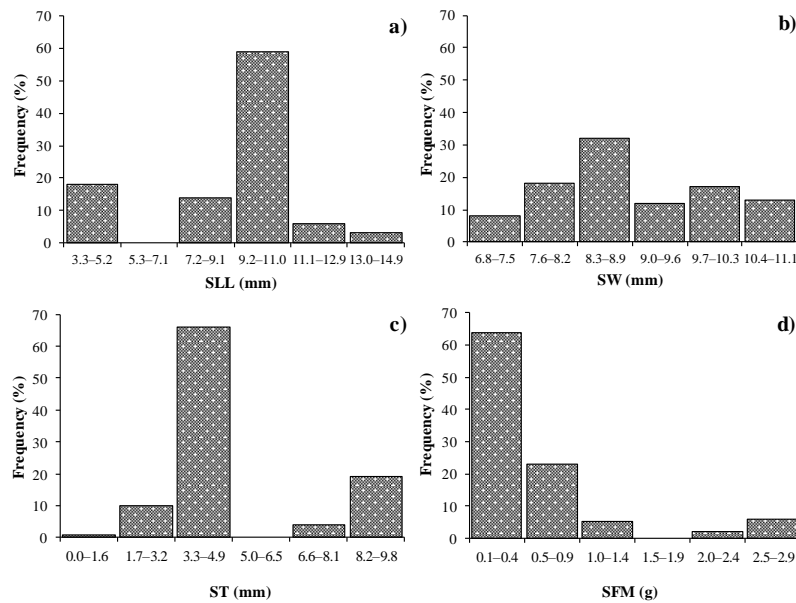 a)
Frequency (%)
70
60
50
40
30
20
10
0
3.3–5.2 5.3–7.1 7.2–9.1 9.2–11.0 11.1–12.9 13.0–14.9
SLL (mm)
b)
Frequency (%)
70
60
50
40
30
20
10
0
6.8–7.5 7.6–8.2 8.3–8.9 9.0–9.6 9.7–10.3 10.4–11.1
SW (mm)
c)
Frequency (%)
70
60
50
40
30
20
10
0
0.0–1.6 1.7–3.2 3.3–4.9 5.0–6.5 6.6–8.1 8.2–9.8
ST (mm)
d)
Frequency (%)
70
60
50
40
30
20
10
0
0.1–0.4 0.5–0.9 1.0–1.4 1.5–1.9 2.0–2.4 2.5–2.9
SFM (g)